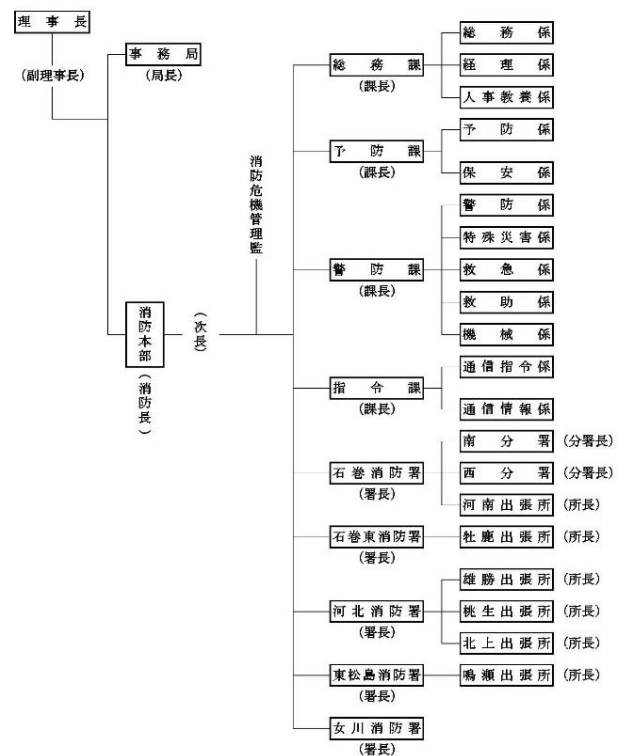 理事長
(副理事長)
事務局
(局長)
消防本部
(消防長)
(次長)
消防危機管理監
総務課
(課長)
総務係
経理係
人事教養係
予防課
(課長)
予防係
保安係
警防課
(課長)
警防係
特殊災害係
救急係
救助係
機械係
指令課
(課長)
通信指令係
通信情報係
石巻消防署
(署長)
南分署 (分署長)
西分署 (分署長)
河南出張所 (所長)
石巻東消防署
(署長)
牡鹿出張所 (所長)
河北消防署
(署長)
雄勝出張所 (所長)
桃生出張所 (所長)
北上出張所 (所長)
東松島消防署
(署長)
鳴瀬出張所 (所長)
女川消防署
(署長)